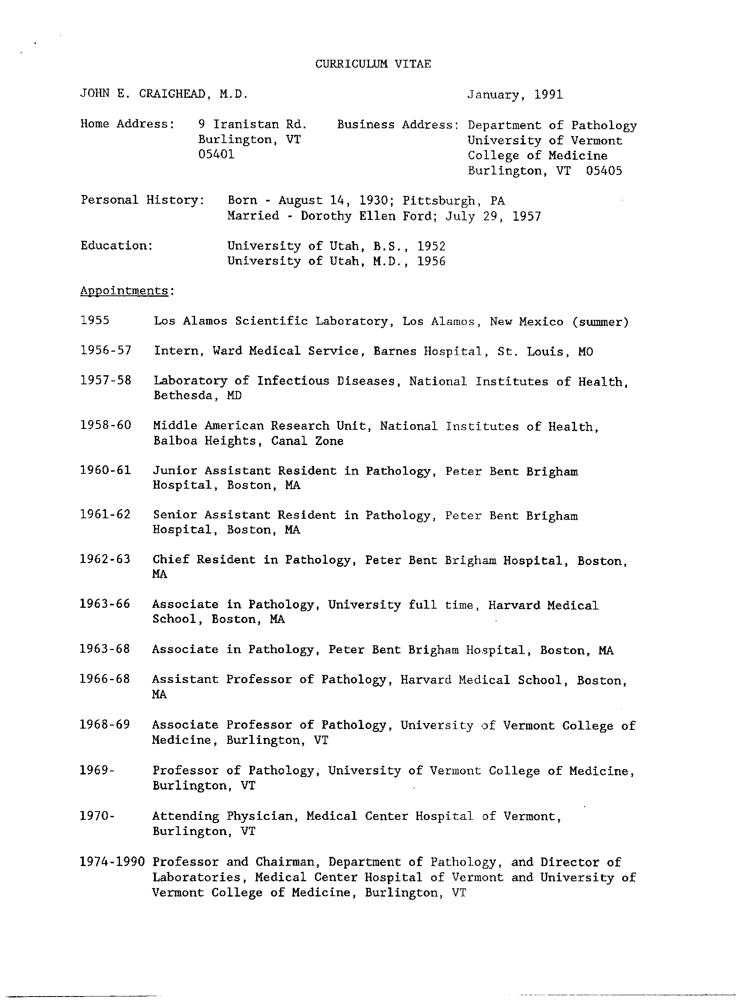 CURRICULUM VITAE
JOHN E. CRAIGHEAD, M.D. January, 1991
Home Address: 9 Iranistan Rd. Business Address: Department of Pathology
Burlington, VT University of Vermont
05401 College of Medicine
Burlington, VT 05405
Personal History: Born - August 14, 1930; Pittsburgh, PA
Married - Dorothy Ellen Ford; July 29, 1957
Education: University of Utah, B.S., 1952
University of Utah, M.D., 1956
Appointments:
1955 Los Alamos Scientific Laboratory, Los Alamos, New Mexico (summer)
1956-57 Intern, Ward Medical Service, Barnes Hospital, St. Louis, MO
1957-58 Laboratory of Infectious Diseases, National Institutes of Health,
Bethesda, MD
1958-60 Middle American Research Unit, National Institutes of Health,
Balboa Heights, Canal Zone
1960-61 Junior Assistant Resident in Pathology, Peter Bent Brigham
Hospital, Boston, MA
1961-62 Senior Assistant Resident in Pathology, Peter Bent Brigham
Hospital, Boston, MA
1962-63 Chief Resident in Pathology, Peter Bent Brigham Hospital, Boston,
MA
1963-66 Associate in Pathology, University full time, Harvard Medical
School, Boston, MA
1963-68 Associate in Pathology, Peter Bent Brigham Hospital, Boston, MA
1966-68 Assistant Professor of Pathology, Harvard Medical School, Boston,
MA
1968-69 Associate Professor of Pathology, University of Vermont College of
Medicine, Burlington, VT
1969- Professor of Pathology, University of Vermont College of Medicine,
Burlington, VT
1970- Attending Physician, Medical Center Hospital of Vermont,
Burlington, VT
1974-1990 Professor and Chairman, Department of Pathology, and Director of
Laboratories, Medical Center Hospital of Vermont and University of
Vermont College of Medicine, Burlington, VT